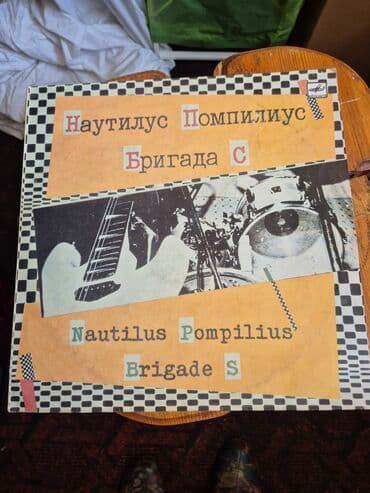 Наутилус Помпилиус
Бригада С
Nautilus Pompilius
Brigade S